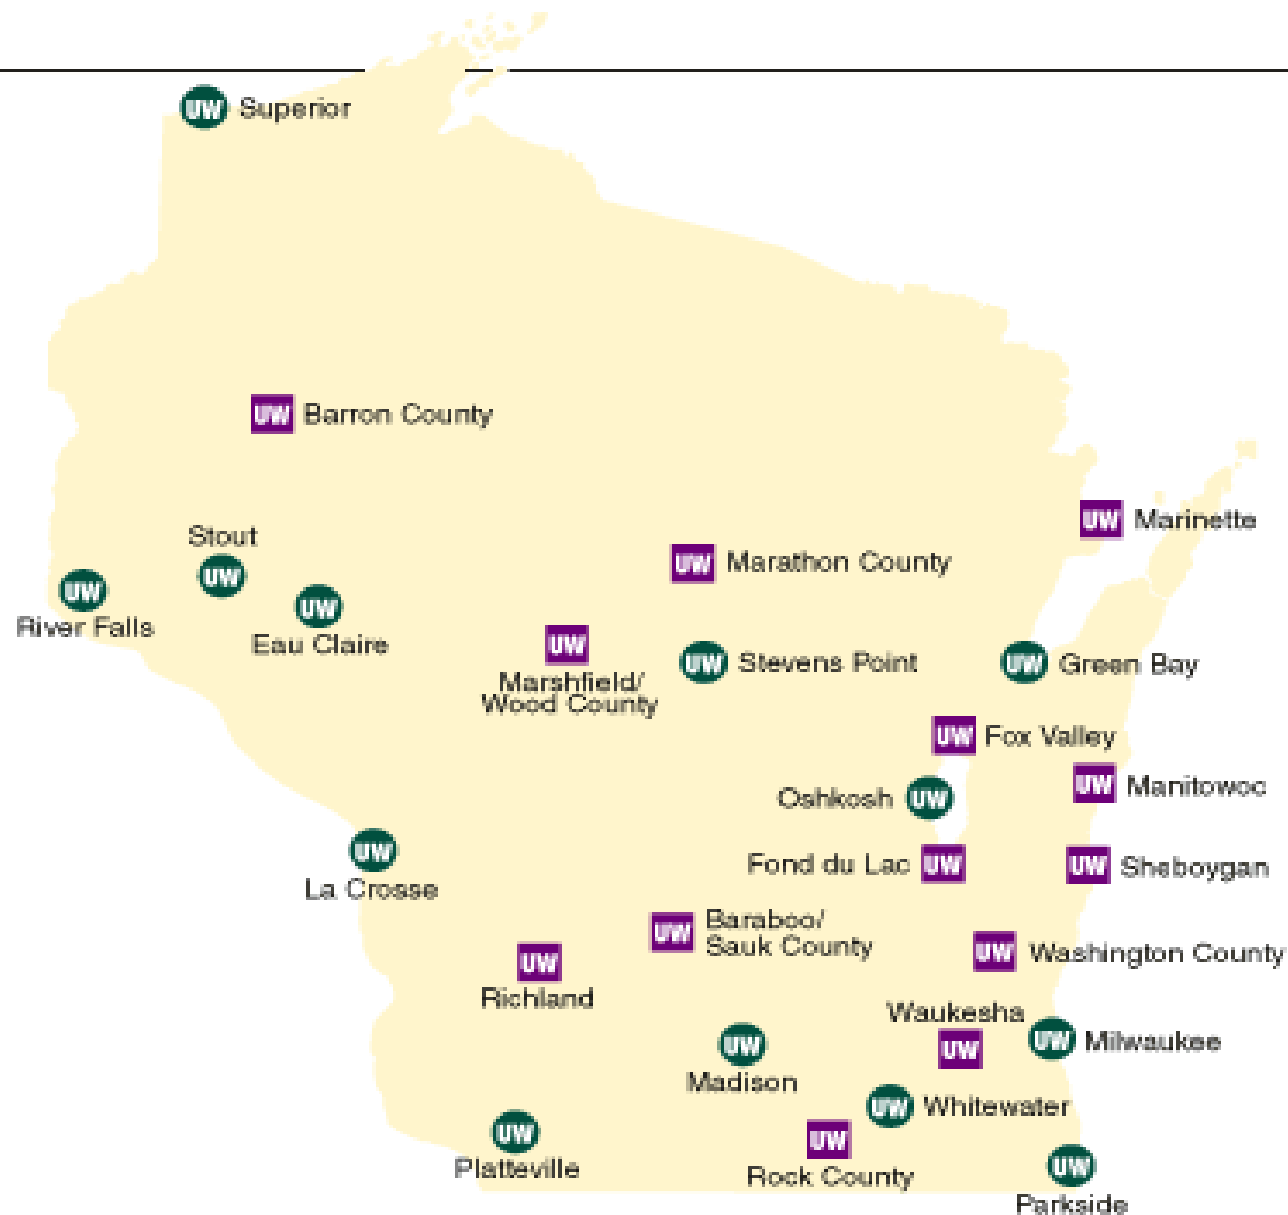 UW Superior
UW Barron County
UW Marinette
Stout
UW
UW Marathon County
UW
River Falls
UW
Eau Claire
UW
Marshfield/
Wood County
UW Stevens Point
UW Green Bay
UW Fox Valley
UW Manitowoc
Oshkosh UW
UW
La Crosse
Fond du Lac UW
UW Sheboygan
UW Baraboo/
Sauk County
UW Washington County
UW
Richland
Waukesha
UW
UW Milwaukee
UW
Madison
UW Whitewater
UW
Platteville
UW
Rock County
UW
Parkside